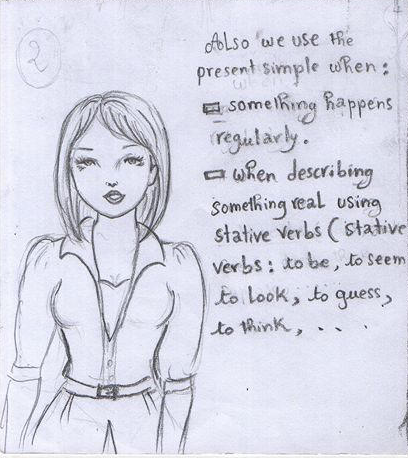 2
Also we use the
present simple when :
something happens
regularly.
when describing
something real using
stative verbs ( stative
verbs : to be, to seem
to look, to guess,
to think, ...